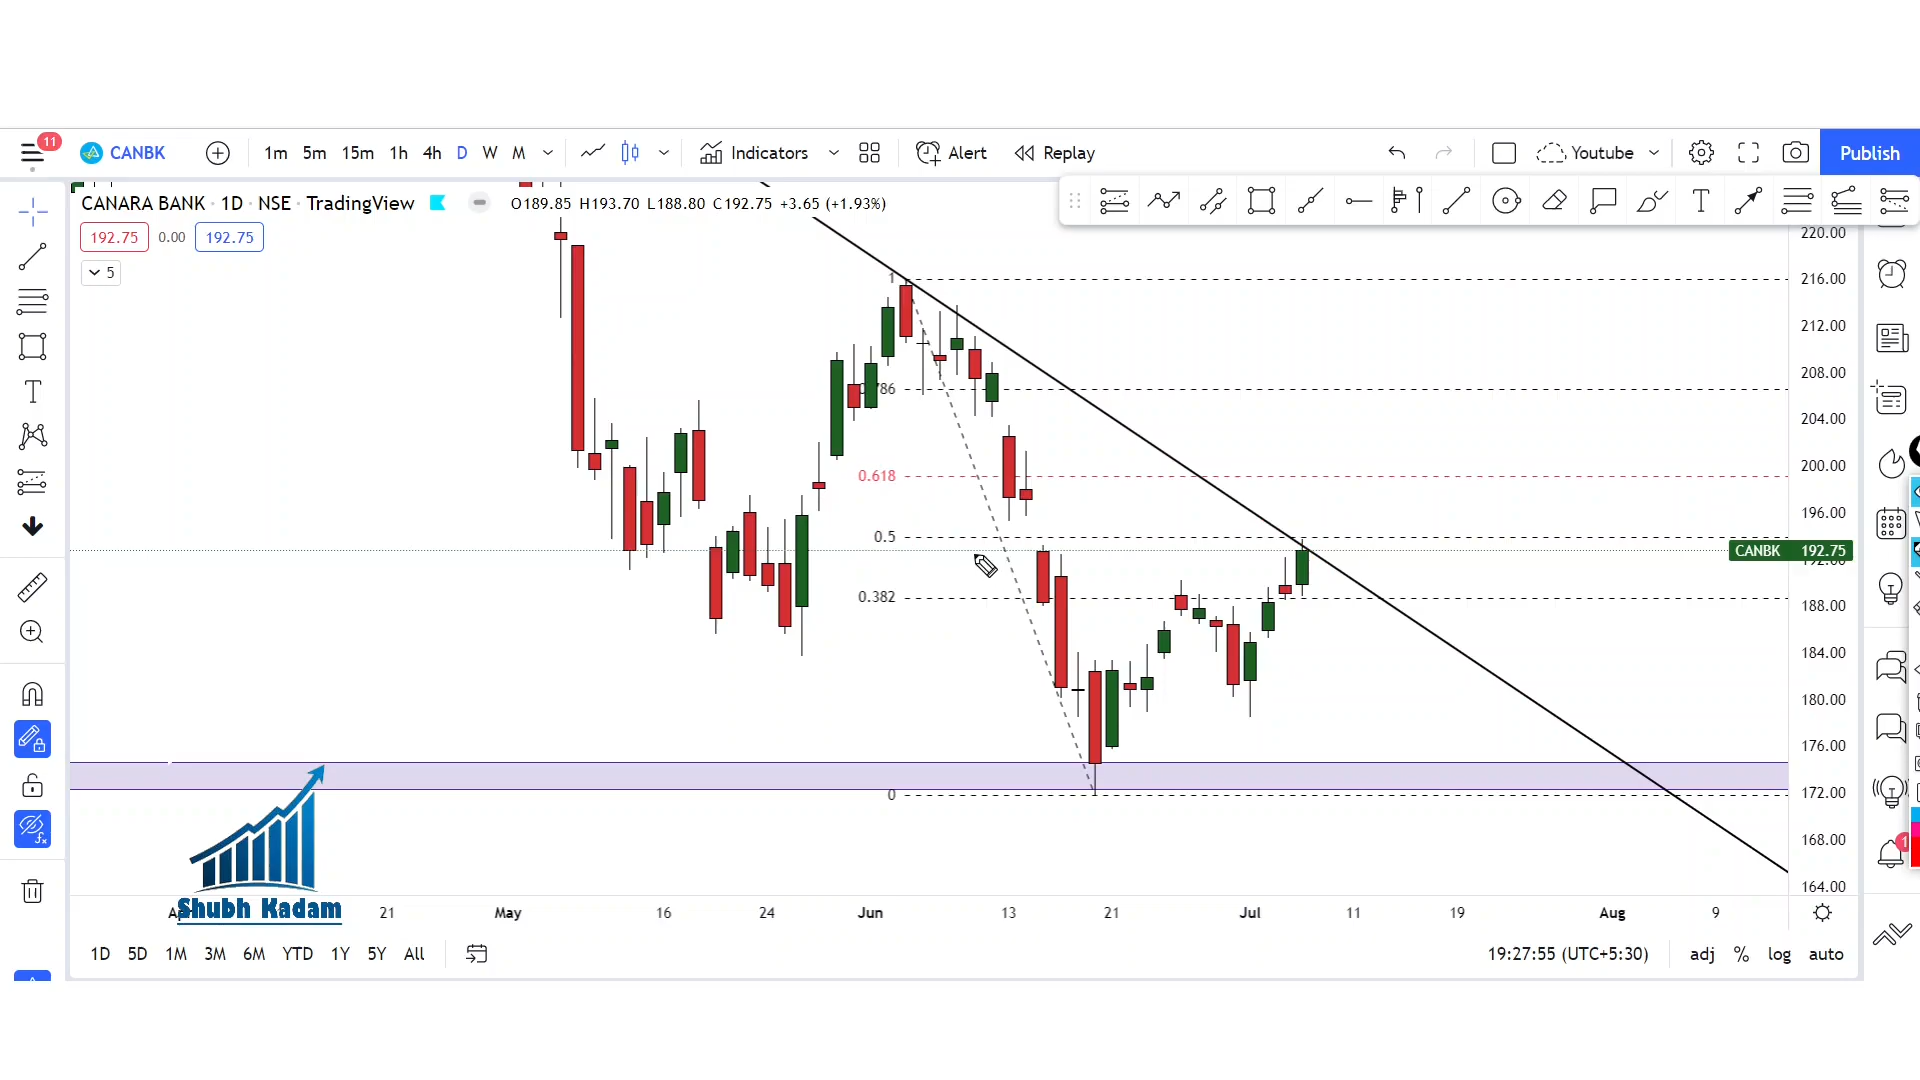 11
CANBK 1m 5m 15m 1h 4h D W M Indicators Alert Replay Youtube Publish
CANARA BANK · 1D · NSE · TradingView O189.85 H193.70 L188.80 C192.75 +3.65 (+1.93%)
T
192.75 0.00 192.75
5
220.00
1 216.00
212.00
208.00
0.786
204.00
T
200.00
0.618
196.00
0.5
CANBK 192.75
192.00
0.382
188.00
184.00
180.00
176.00
172.00
0
168.00
164.00
Shubh Kadam
21 May 16 24 Jun 13 21 Jul 11 19 Aug 9
1D 5D 1M 3M 6M YTD 1Y 5Y All 19:27:55 (UTC+5:30) adj % log auto